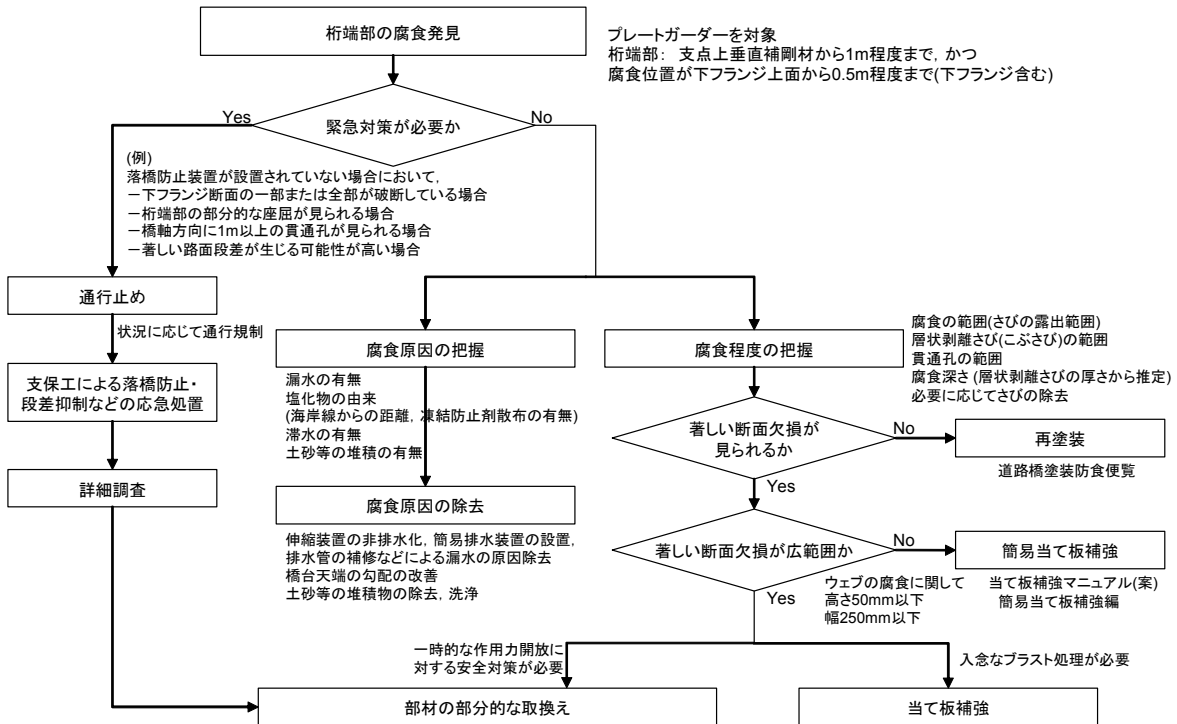 桁端部の腐食発見
プレートガーダーを対象
桁端部： 支点上垂直補剛材から1m程度まで，かつ
腐食位置が下フランジ上面から0.5m程度まで(下フランジ含む)
緊急対策が必要か
Yes
No
(例)
落橋防止装置が設置されていない場合において，
－下フランジ断面の一部または全部が破断している場合
－桁端部の部分的な座屈が見られる場合
－橋軸方向に1m以上の貫通孔が見られる場合
－著しい路面段差が生じる可能性が高い場合
通行止め
状況に応じて通行規制
支保工による落橋防止・
段差抑制などの応急処置
詳細調査
腐食原因の把握
漏水の有無
塩化物の由来
(海岸線からの距離，凍結防止剤散布の有無)
滞水の有無
土砂等の堆積の有無
腐食原因の除去
伸縮装置の非排水化，簡易排水装置の設置，
排水管の補修などによる漏水の原因除去
橋台天端の勾配の改善
土砂等の堆積物の除去，洗浄
腐食程度の把握
腐食の範囲(さびの露出範囲)
層状剥離さび(こぶさび)の範囲
貫通孔の範囲
腐食深さ (層状剥離さびの厚さから推定)
必要に応じてさびの除去
著しい断面欠損が
見られるか
No
再塗装
道路橋塗装防食便覧
Yes
著しい断面欠損が広範囲か
No
簡易当て板補強
当て板補強マニュアル(案)
簡易当て板補強編
ウェブの腐食に関して
高さ50mm以下
幅250mm以下
Yes
一時的な作用力開放に
対する安全対策が必要
入念なブラスト処理が必要
部材の部分的な取換え
当て板補強